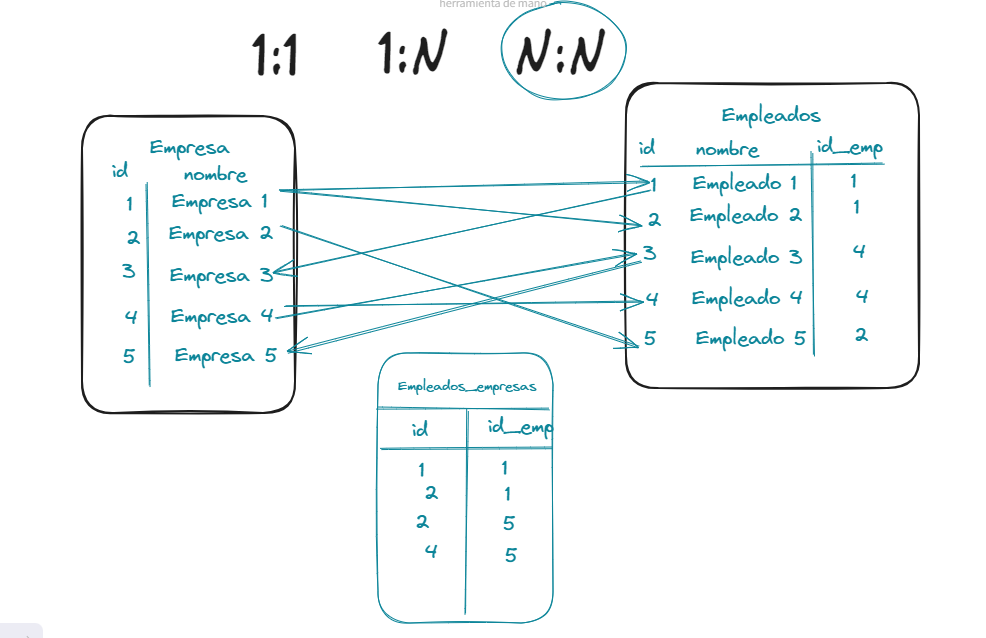 herramienta de mano
1:1 1:N N:N
Empresa
id nombre
1 Empresa 1
2 Empresa 2
3 Empresa 3
4 Empresa 4
5 Empresa 5
Empleados
id nombre id_emp
1 Empleado 1 1
2 Empleado 2 1
3 Empleado 3 4
4 Empleado 4 4
5 Empleado 5 2
Empleados_empresas
id id_emp
1 1
2 1
2 5
4 5